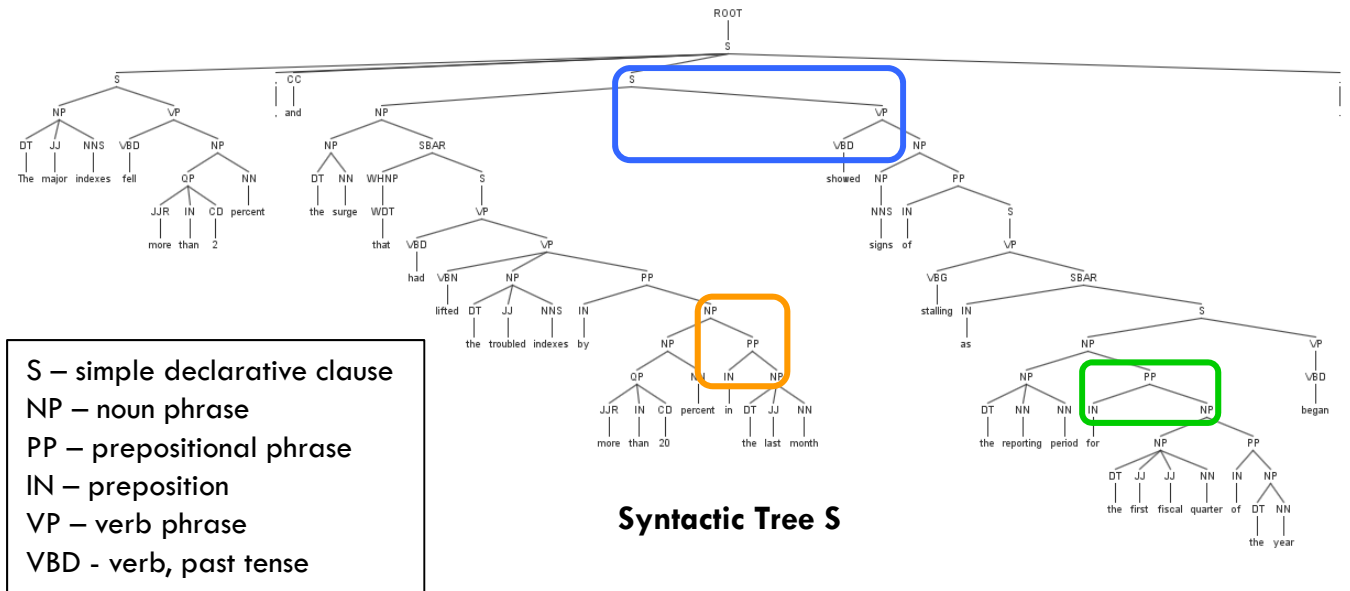 ROOT
S
S . CC S .
. and .
NP VP NP VP
DT JJ NNS VBD NP NP SBAR VBD NP
The major indexes fell showed
QP NN DT NN WHNP S NP PP
JJR IN CD percent the surge WDT VP NNS IN S
more than 2 that signs of
VBD VP VP
had
VBN NP PP VBG SBAR
lifted DT JJ NNS IN NP stalling IN S
the troubled indexes by as
NP PP NP VP
QP NN IN NP NP PP VBD
JJR IN CD percent in DT JJ NN DT NN NN IN NP began
more than 20 the last month the reporting period for
NP PP
DT JJ JJ NN IN NP
the first fiscal quarter of DT NN
the year
S – simple declarative clause
NP – noun phrase
PP – prepositional phrase
IN – preposition
VP – verb phrase
VBD - verb, past tense
Syntactic Tree S